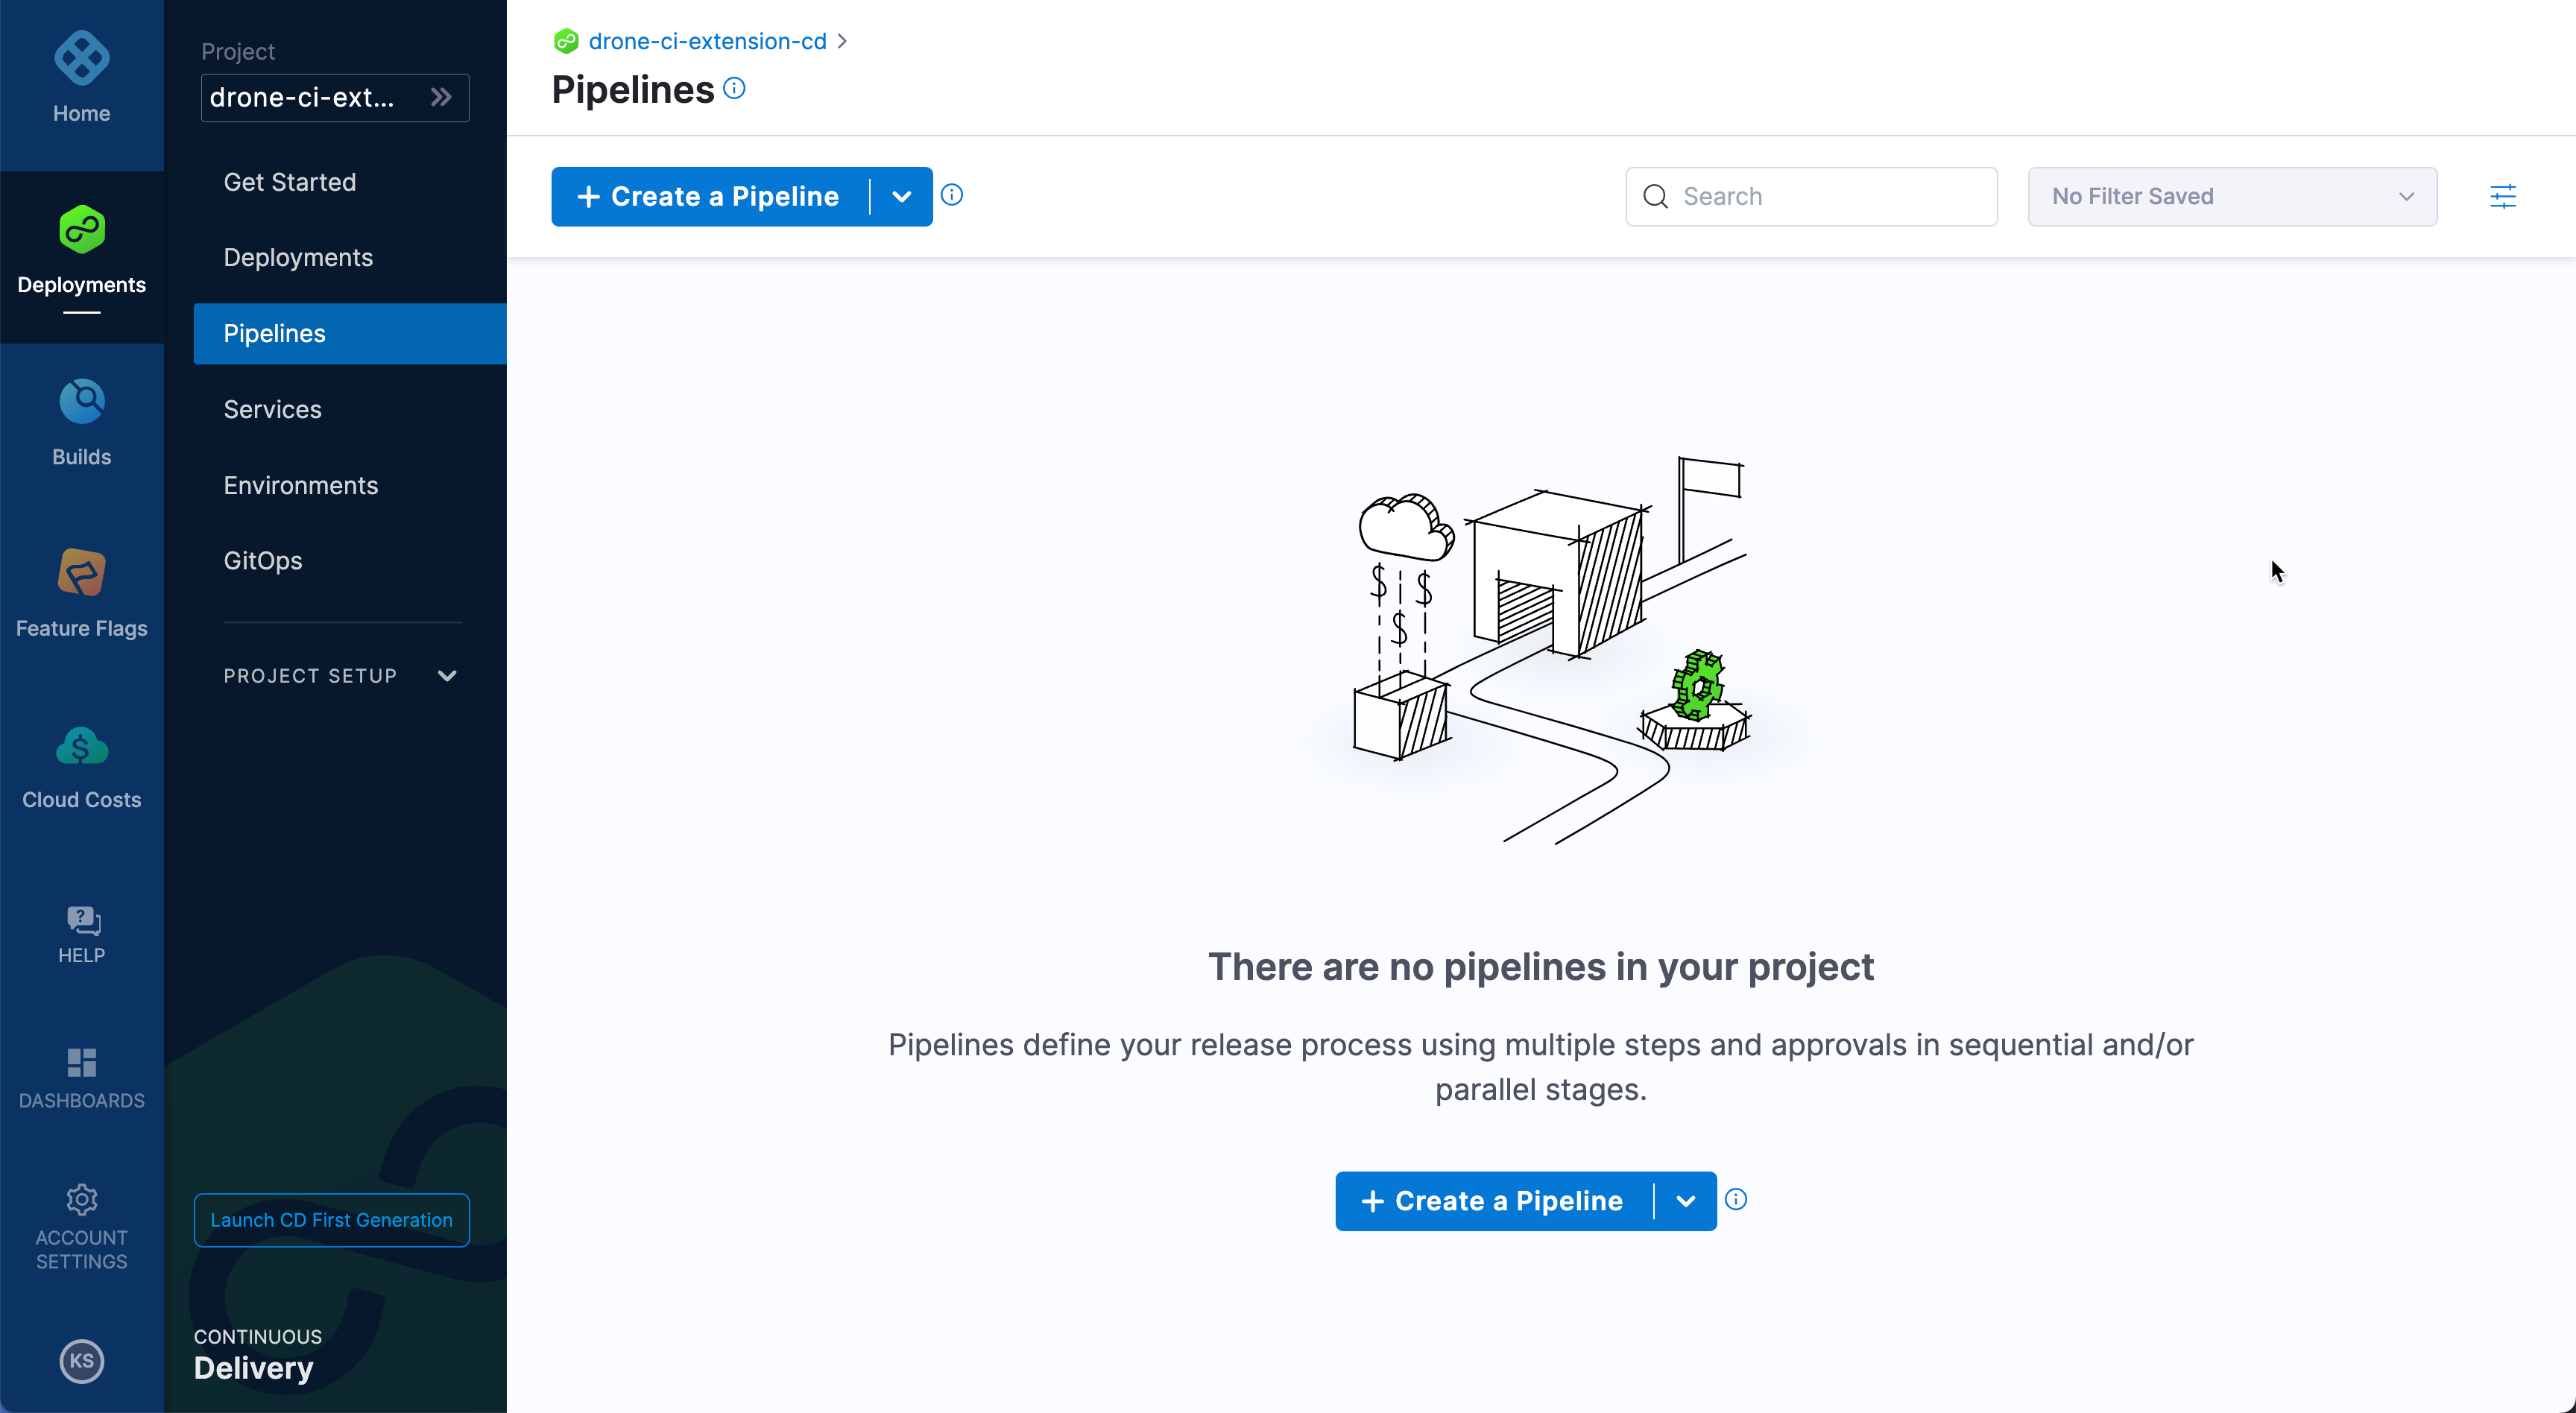 Home
Deployments
Builds
Feature Flags
Cloud Costs
HELP
DASHBOARDS
ACCOUNT
SETTINGS
KS
Project
drone-ci-ext...
Get Started
Deployments
Pipelines
Services
Environments
GitOps
PROJECT SETUP
Launch CD First Generation
CONTINUOUS
Delivery
drone-ci-extension-cd
Pipelines
+ Create a Pipeline
Search
No Filter Saved
There are no pipelines in your project
Pipelines define your release process using multiple steps and approvals in sequential and/or
parallel stages.
+ Create a Pipeline